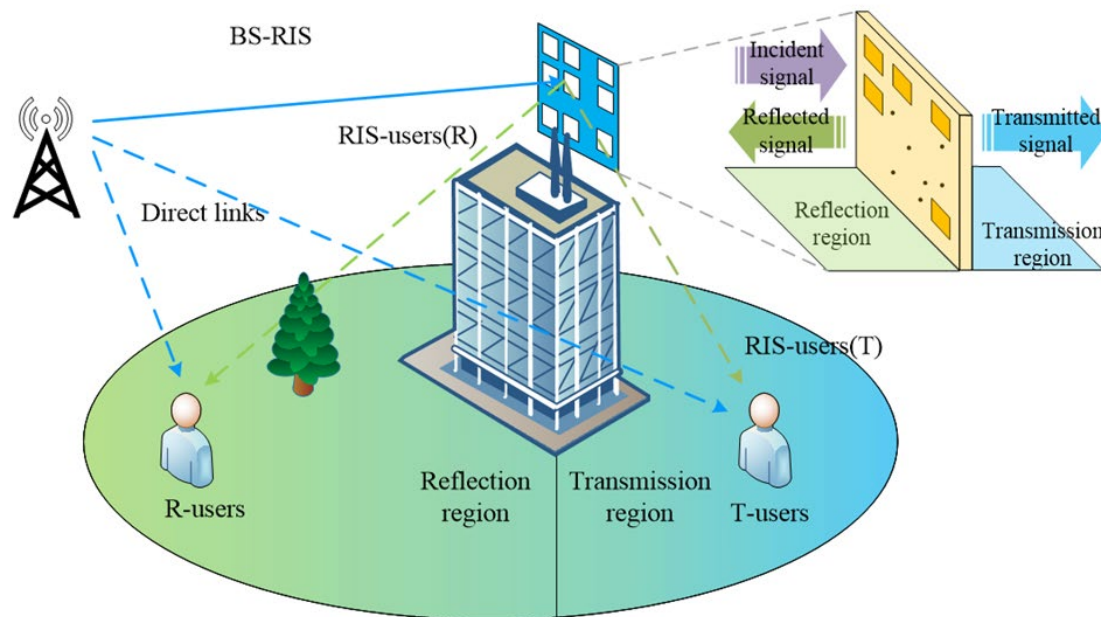 BS-RIS
Incident
signal
Reflected
signal
Transmitted
signal
RIS-users(R)
Direct links
Reflection
region
Transmission
region
RIS-users(T)
Reflection
region
Transmission
region
R-users
T-users